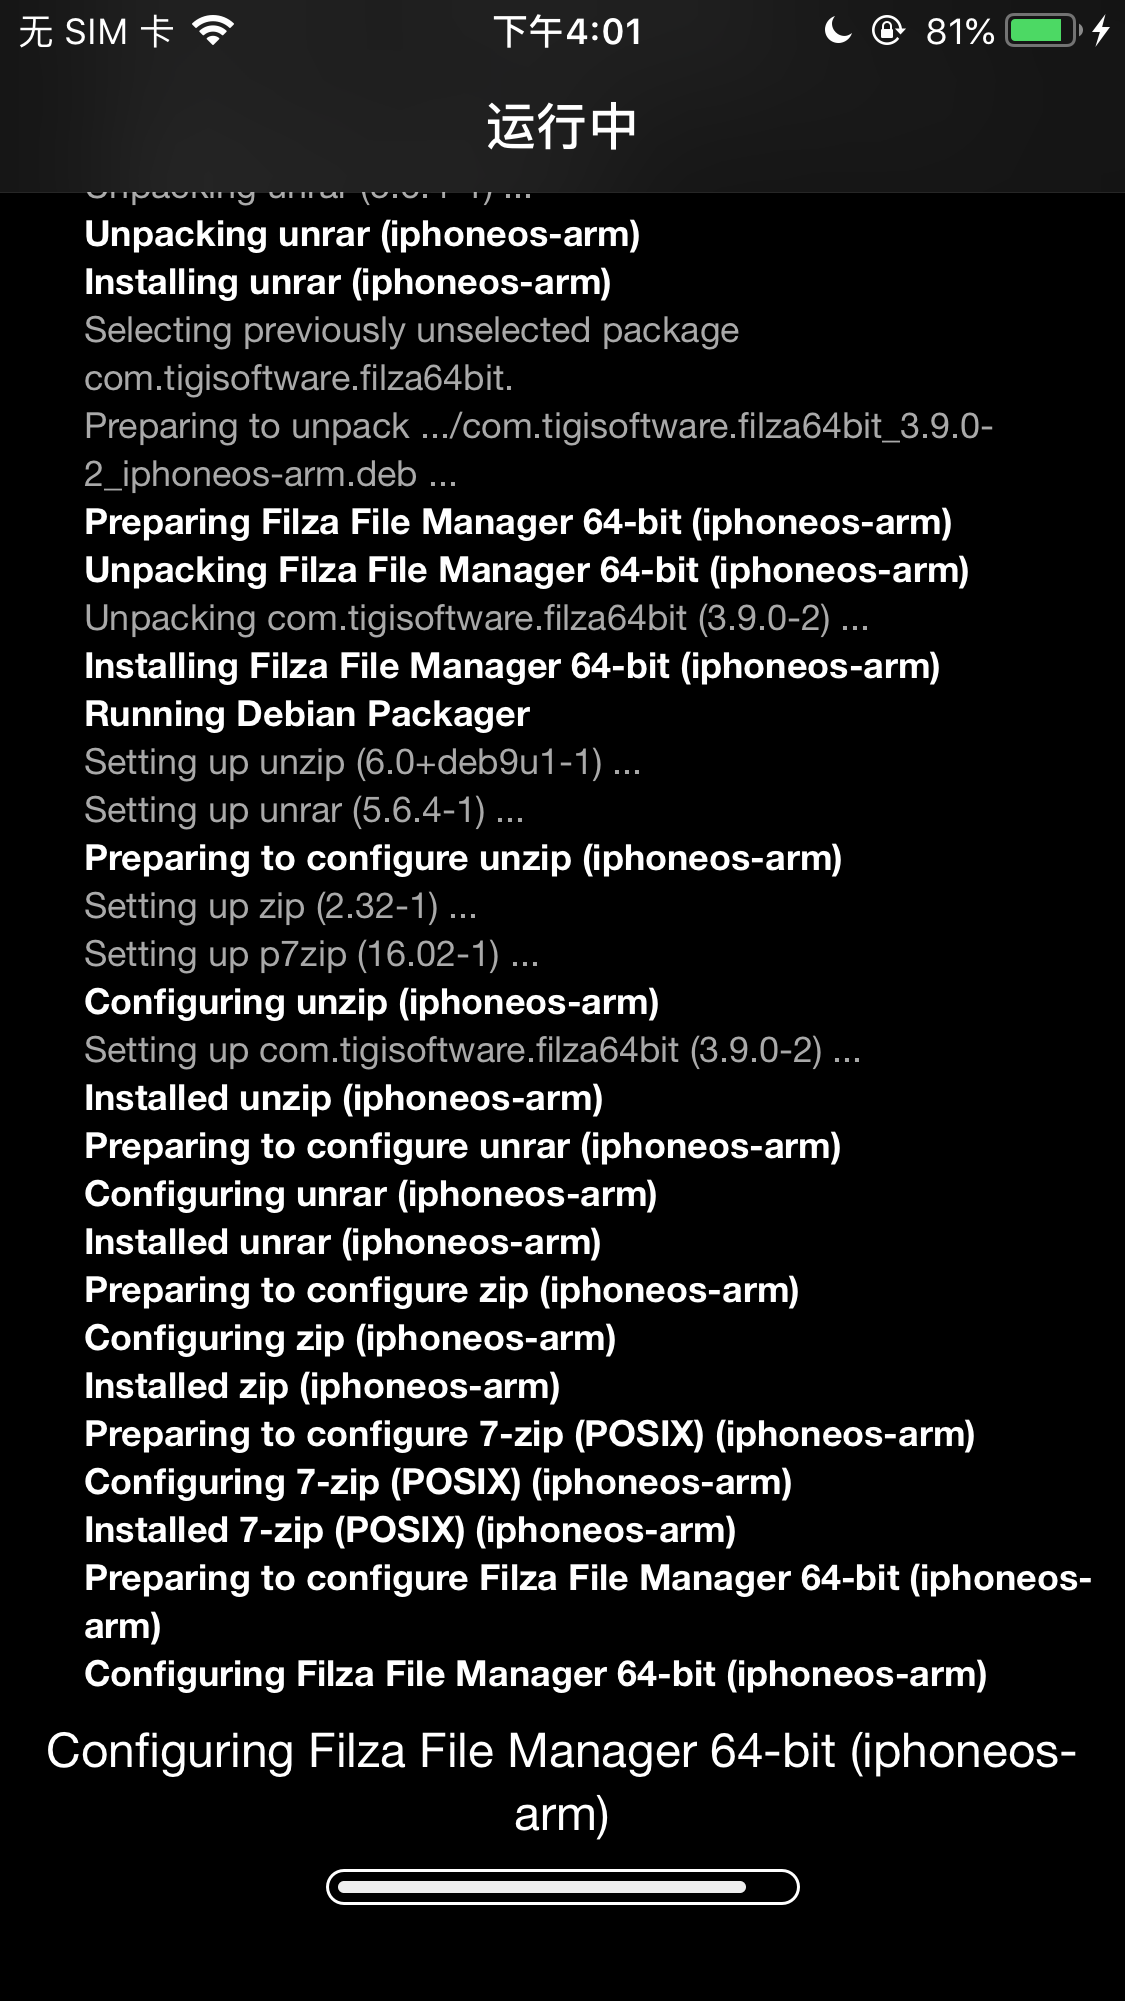 无 SIM 卡
下午4:01
81%
运行中
Unpacking unrar (5.6.4-1) ...
Unpacking unrar (iphoneos-arm)
Installing unrar (iphoneos-arm)
Selecting previously unselected package
com.tigisoftware.filza64bit.
Preparing to unpack .../com.tigisoftware.filza64bit_3.9.0-
2_iphoneos-arm.deb ...
Preparing Filza File Manager 64-bit (iphoneos-arm)
Unpacking Filza File Manager 64-bit (iphoneos-arm)
Unpacking com.tigisoftware.filza64bit (3.9.0-2) ...
Installing Filza File Manager 64-bit (iphoneos-arm)
Running Debian Packager
Setting up unzip (6.0+deb9u1-1) ...
Setting up unrar (5.6.4-1) ...
Preparing to configure unzip (iphoneos-arm)
Setting up zip (2.32-1) ...
Setting up p7zip (16.02-1) ...
Configuring unzip (iphoneos-arm)
Setting up com.tigisoftware.filza64bit (3.9.0-2) ...
Installed unzip (iphoneos-arm)
Preparing to configure unrar (iphoneos-arm)
Configuring unrar (iphoneos-arm)
Installed unrar (iphoneos-arm)
Preparing to configure zip (iphoneos-arm)
Configuring zip (iphoneos-arm)
Installed zip (iphoneos-arm)
Preparing to configure 7-zip (POSIX) (iphoneos-arm)
Configuring 7-zip (POSIX) (iphoneos-arm)
Installed 7-zip (POSIX) (iphoneos-arm)
Preparing to configure Filza File Manager 64-bit (iphoneos-
arm)
Configuring Filza File Manager 64-bit (iphoneos-arm)
Configuring Filza File Manager 64-bit (iphoneos-
arm)